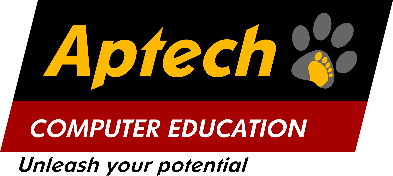 Aptech
COMPUTER EDUCATION
Unleash your potential